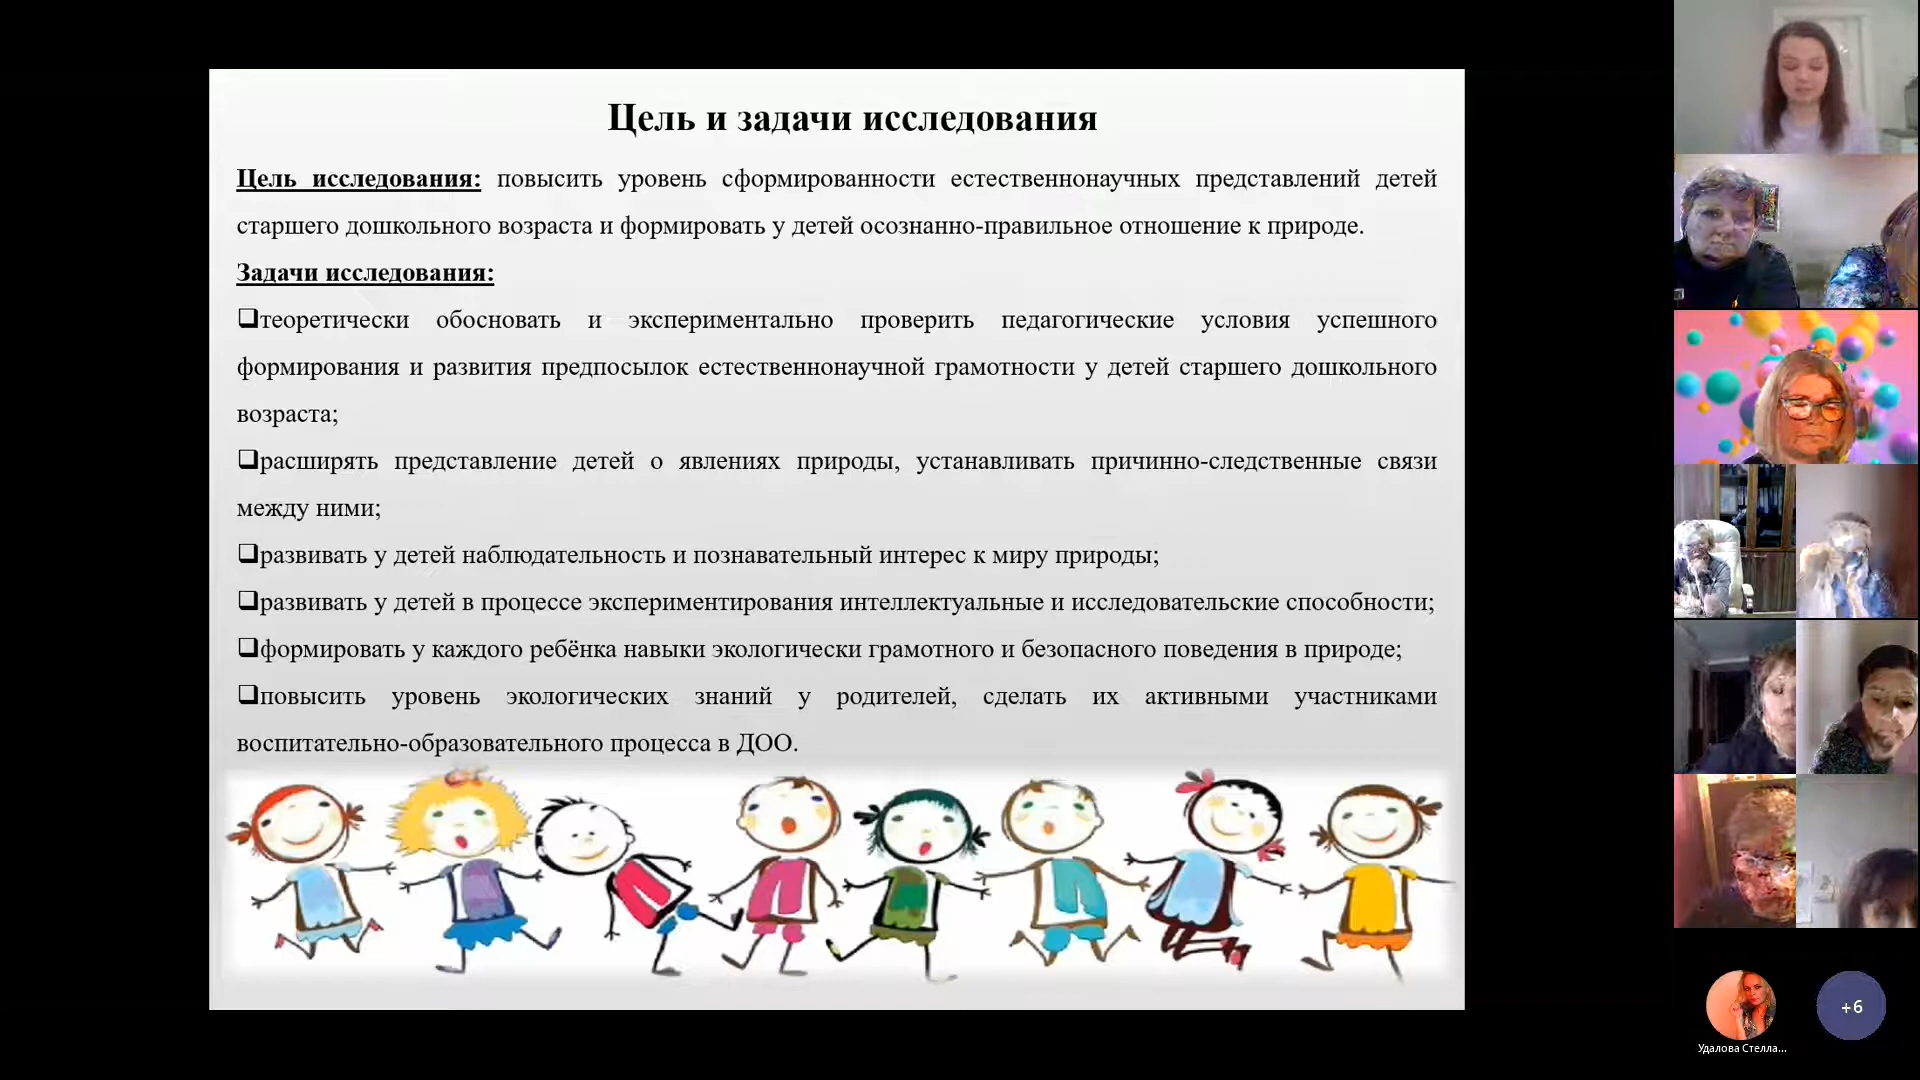 Цель и задачи исследования
Цель исследования: повысить уровень сформированности естественнонаучных представлений детей
старшего дошкольного возраста и формировать у детей осознанно-правильное отношение к природе.
Задачи исследования:
❑теоретически обосновать и экспериментально проверить педагогические условия успешного
формирования и развития предпосылок естественнонаучной грамотности у детей старшего дошкольного
возраста;
❑расширять представление детей о явлениях природы, устанавливать причинно-следственные связи
между ними;
❑развивать у детей наблюдательность и познавательный интерес к миру природы;
❑развивать у детей в процессе экспериментирования интеллектуальные и исследовательские способности;
❑формировать у каждого ребёнка навыки экологически грамотного и безопасного поведения в природе;
❑повысить уровень экологических знаний у родителей, сделать их активными участниками
воспитательно-образовательного процесса в ДОО.
+6
Удалова Стелла...